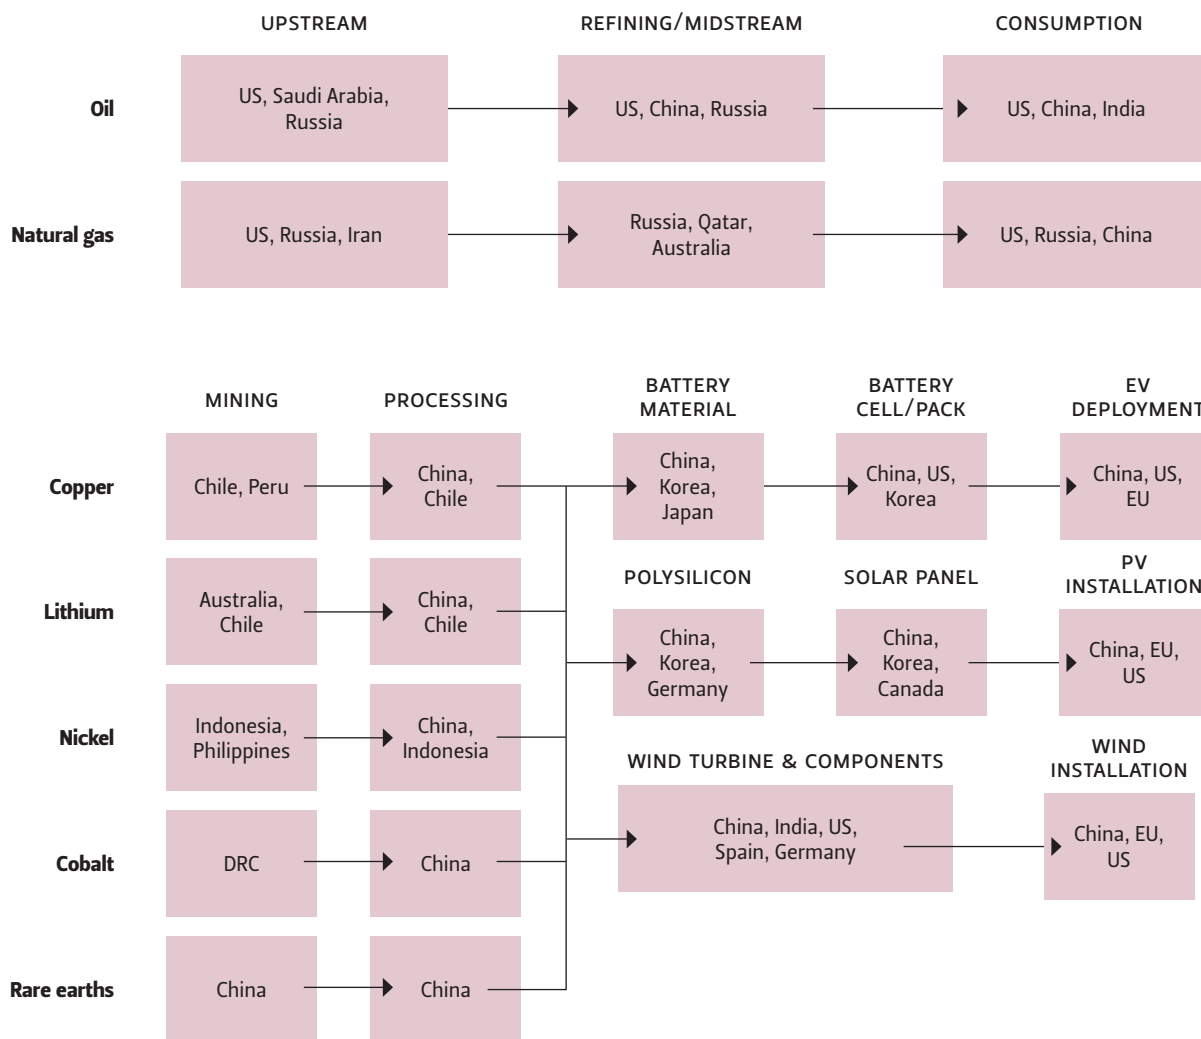 UPSTREAM
REFINING/MIDSTREAM
CONSUMPTION
Oil
US, Saudi Arabia,
Russia
US, China, Russia
US, China, India
Natural gas
US, Russia, Iran
Russia, Qatar,
Australia
US, Russia, China
MINING
PROCESSING
BATTERY
MATERIAL
BATTERY
CELL/PACK
EV
DEPLOYMENT
Copper
Chile, Peru
China,
Chile
China,
Korea,
Japan
China, US,
Korea
China, US,
EU
Lithium
Australia,
Chile
China,
Chile
POLYSILICON
SOLAR PANEL
PV
INSTALLATION
China,
Korea,
Germany
China,
Korea,
Canada
China, EU,
US
Nickel
Indonesia,
Philippines
China,
Indonesia
WIND TURBINE & COMPONENTS
WIND
INSTALLATION
China, India, US,
Spain, Germany
China, EU,
US
Cobalt
DRC
China
Rare earths
China
China